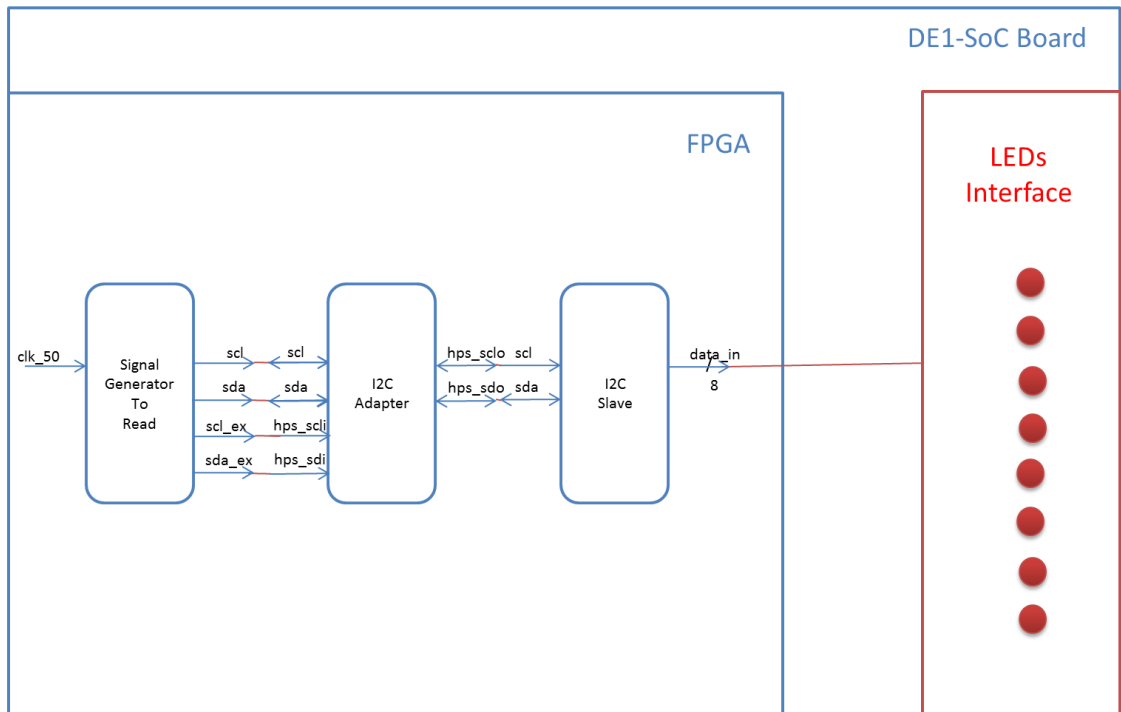 DE1-SoC Board
FPGA
LEDs
Interface
clk_50
Signal
Generator
To
Read
scl
scl
sda
sda
scl_ex
hps_scli
sda_ex
hps_sdi
I2C
Adapter
hps_sclo
scl
hps_sdo
sda
I2C
Slave
data_in
/
8